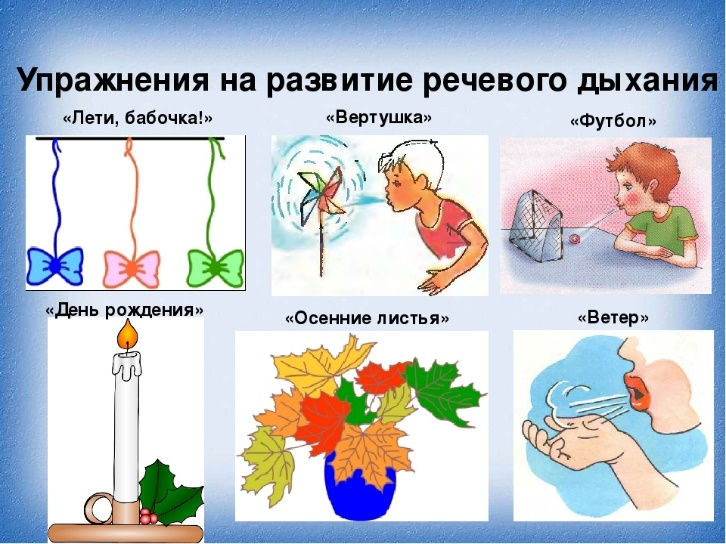 Упражнения на развитие речевого дыхания
«Лети, бабочка!»
«Вертушка»
«Футбол»
«День рождения»
«Осенние листья»
«Ветер»